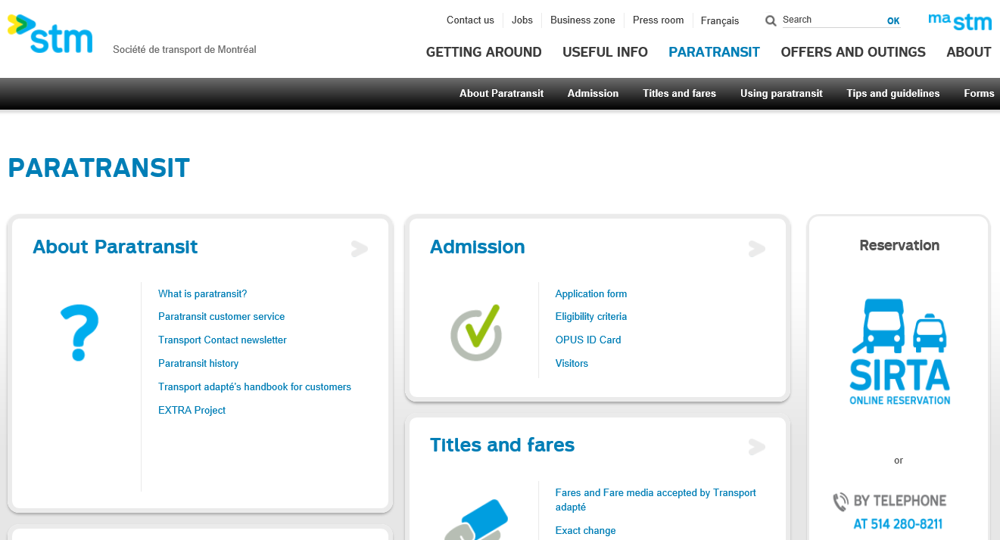 Contact us
Jobs
Business zone
Press room
Français
Search
OK
ma stm
stm
Société de transport de Montréal
GETTING AROUND
USEFUL INFO
PARATRANSIT
OFFERS AND OUTINGS
ABOUT
About Paratransit
Admission
Titles and fares
Using paratransit
Tips and guidelines
Forms
PARATRANSIT
About Paratransit
What is paratransit?
Paratransit customer service
Transport Contact newsletter
Paratransit history
Transport adapté's handbook for customers
EXTRA Project
Admission
Application form
Eligibility criteria
OPUS ID Card
Visitors
Titles and fares
Fares and Fare media accepted by Transport
adapté
Exact change
Reservation
SIRTA
ONLINE RESERVATION
or
BY TELEPHONE
AT 514 280-8211